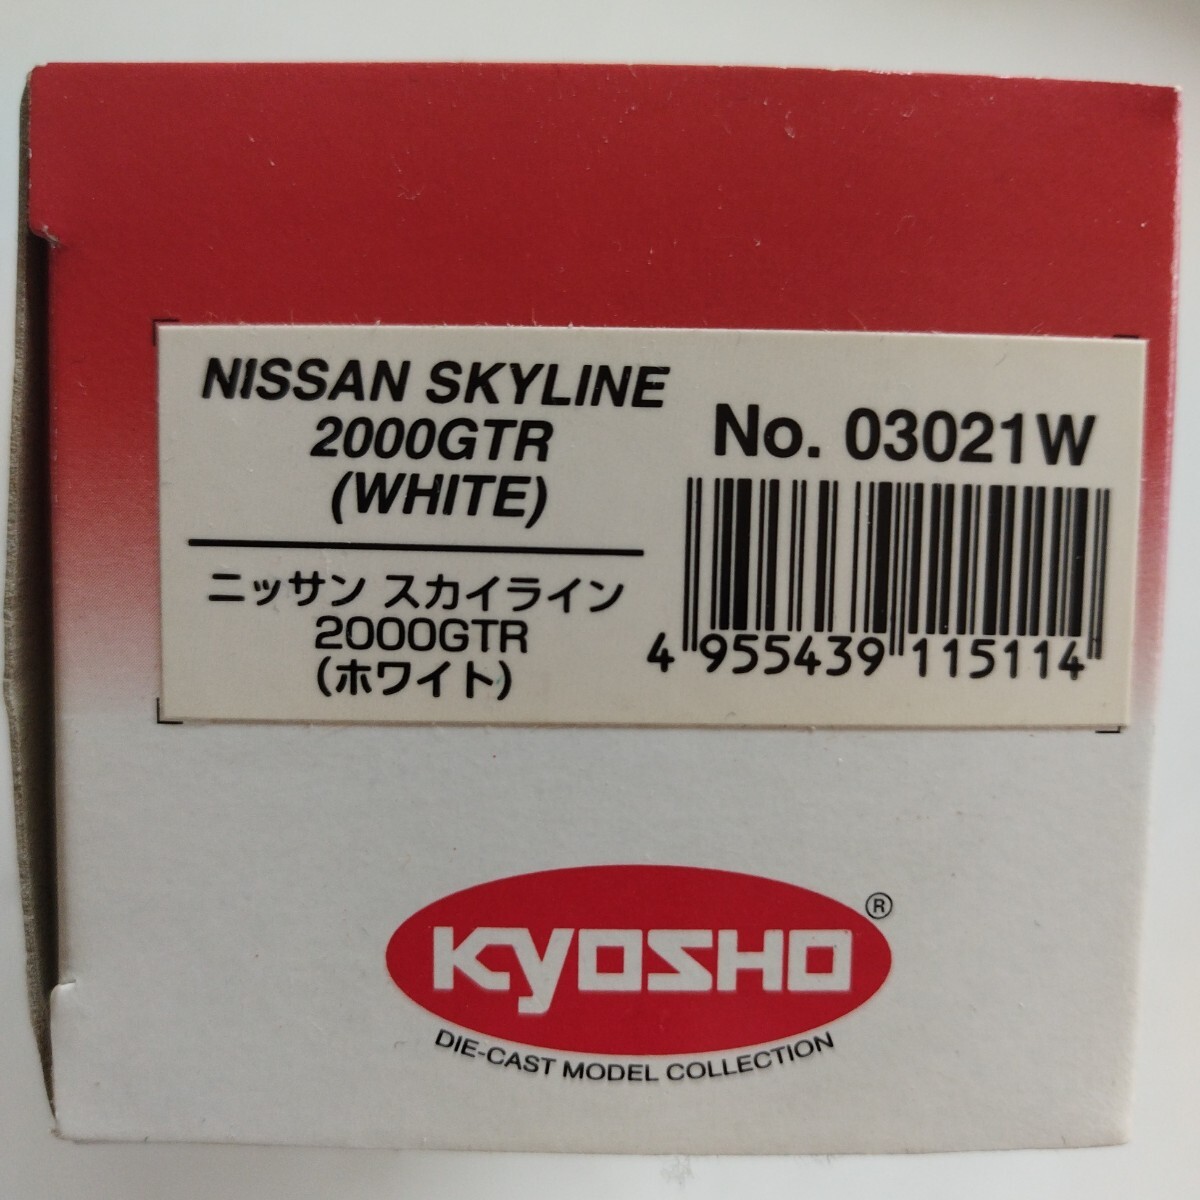 NISSAN SKYLINE
2000GTR
(WHITE)
ニッサン スカイライン
2000GTR
(ホワイト)
No. 03021W
4 955439 115114
KYOSHO ®
DIE-CAST MODEL COLLECTION